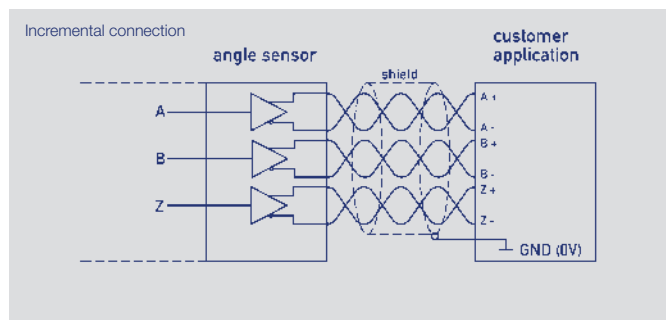 Incremental connection
angle sensor
customer
application
shield
A
B
Z
A+
A-
B+
B-
Z+
Z-
GND (0V)